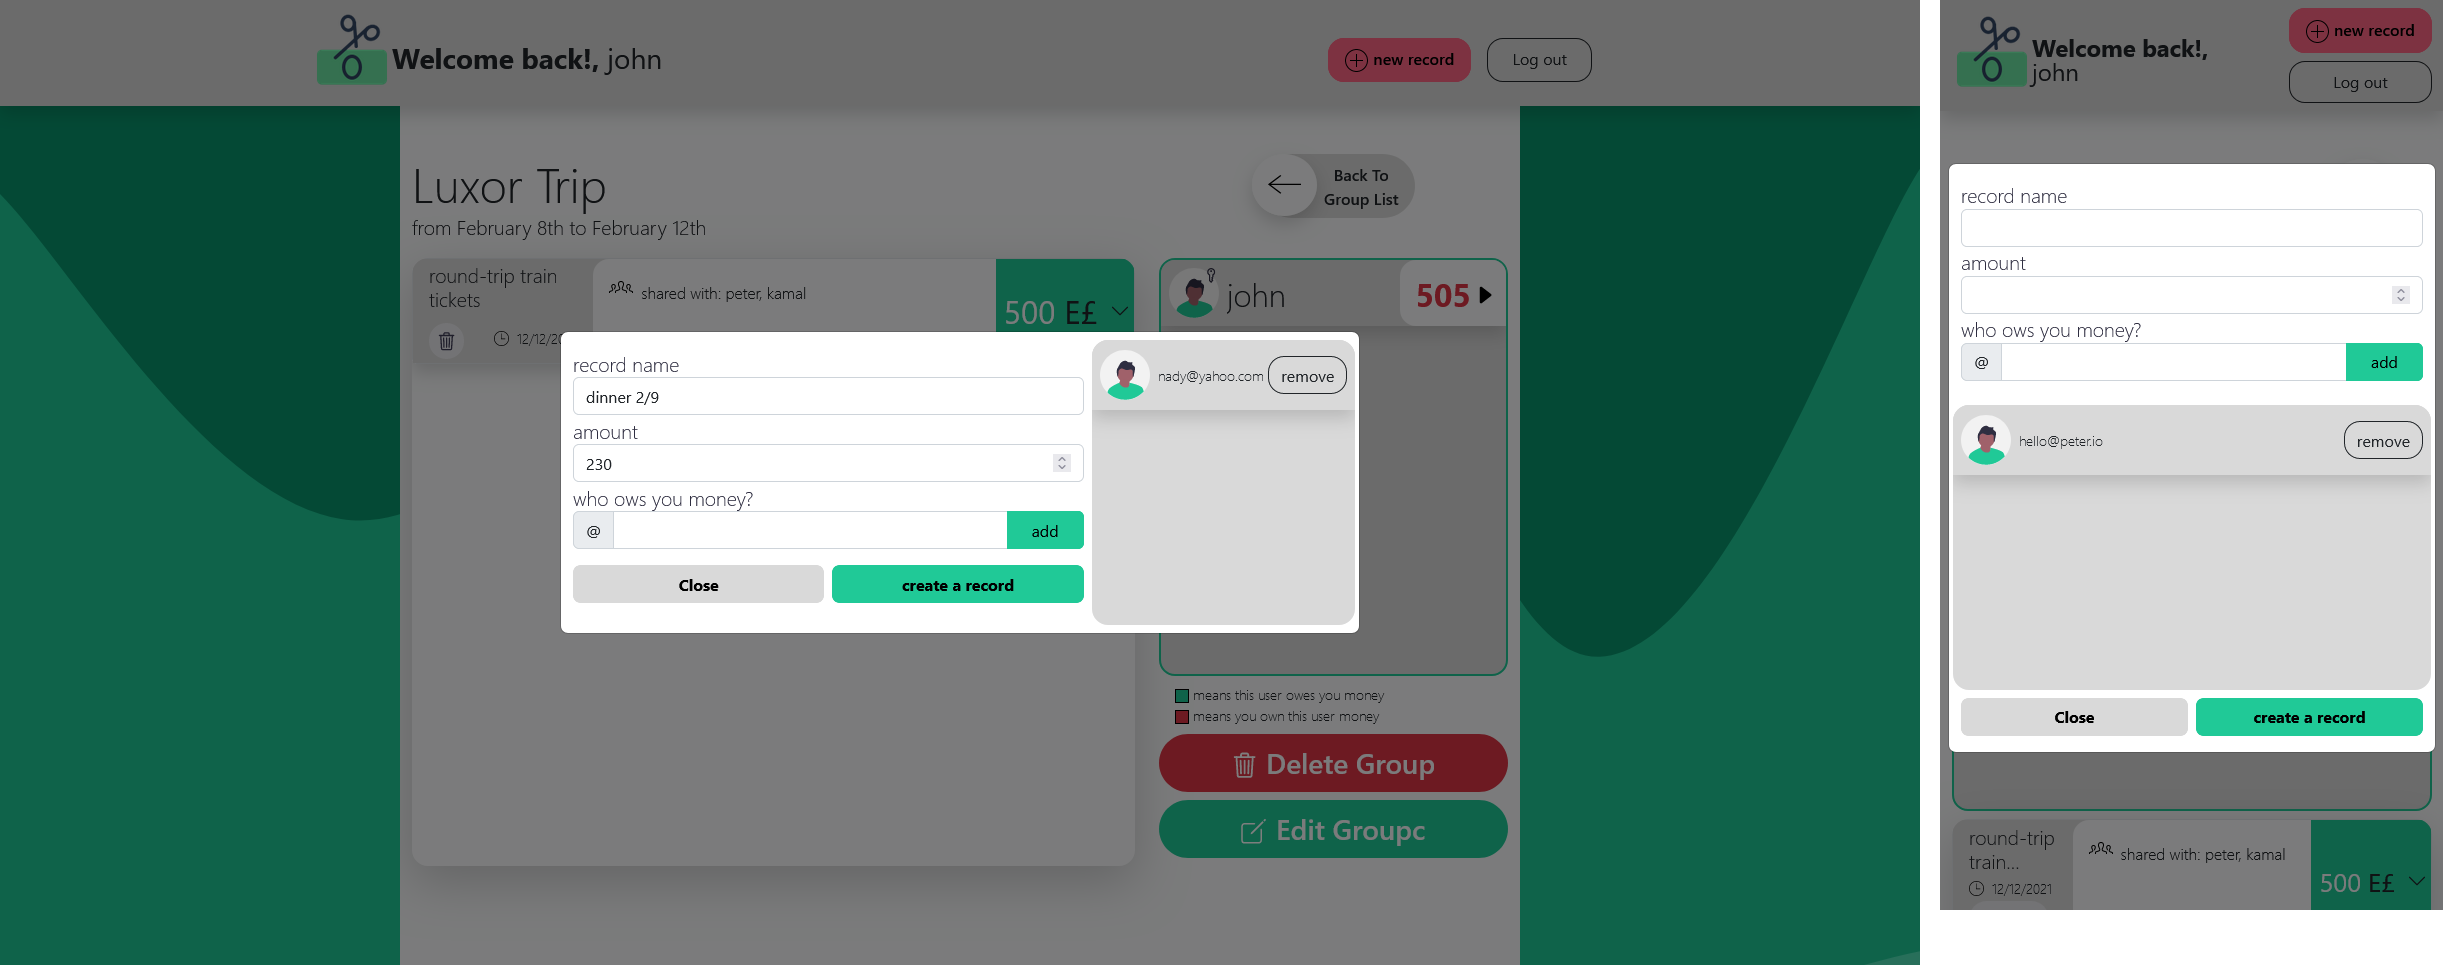 Welcome back!, john
new record
Log out
Luxor Trip
from February 8th to February 12th
Back To
Group List
round-trip train
tickets
shared with: peter, kamal
500 E£
john
505
record name
dinner 2/9
amount
230
who ows you money?
@
add
Close
create a record
nady@yahoo.com
remove
means this user owes you money
means you own this user money
Delete Group
Edit Groupc
Welcome back!,
john
new record
Log out
record name
amount
who ows you money?
@
add
hello@peter.io
remove
Close
create a record
round-trip
train...
12/12/2021
shared with: peter, kamal
500 E£